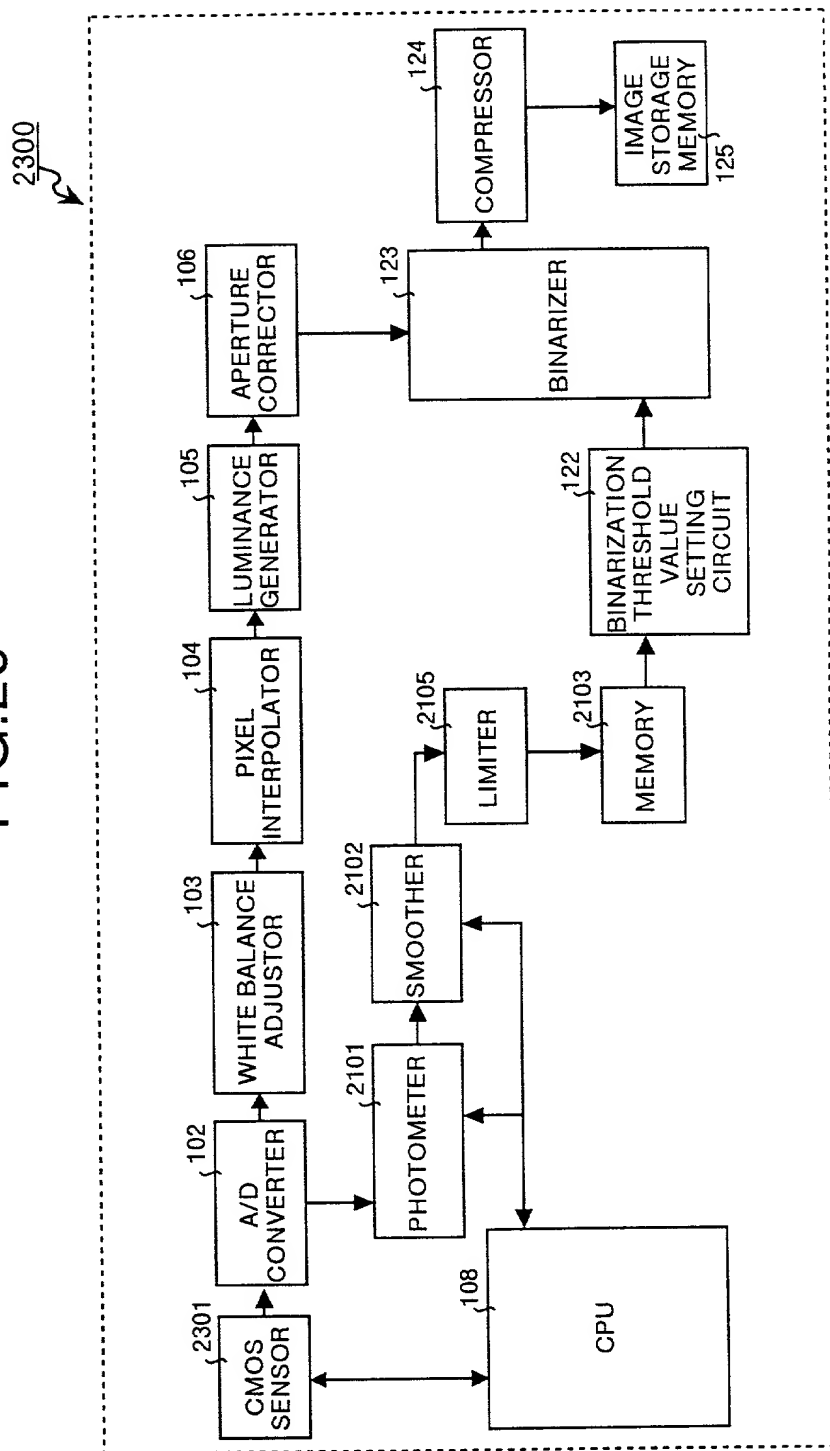 2300
2301
CMOS
SENSOR
102
A/D
CONVERTER
103
WHITE BALANCE
ADJUSTOR
104
PIXEL
INTERPOLATOR
105
LUMINANCE
GENERATOR
106
APERTURE
CORRECTOR
2101
PHOTOMETER
2102
SMOOTHER
2105
LIMITER
2103
MEMORY
108
CPU
122
BINARIZATION
THRESHOLD
VALUE
SETTING
CIRCUIT
123
BINARIZER
124
COMPRESSOR
IMAGE
STORAGE
MEMORY
125